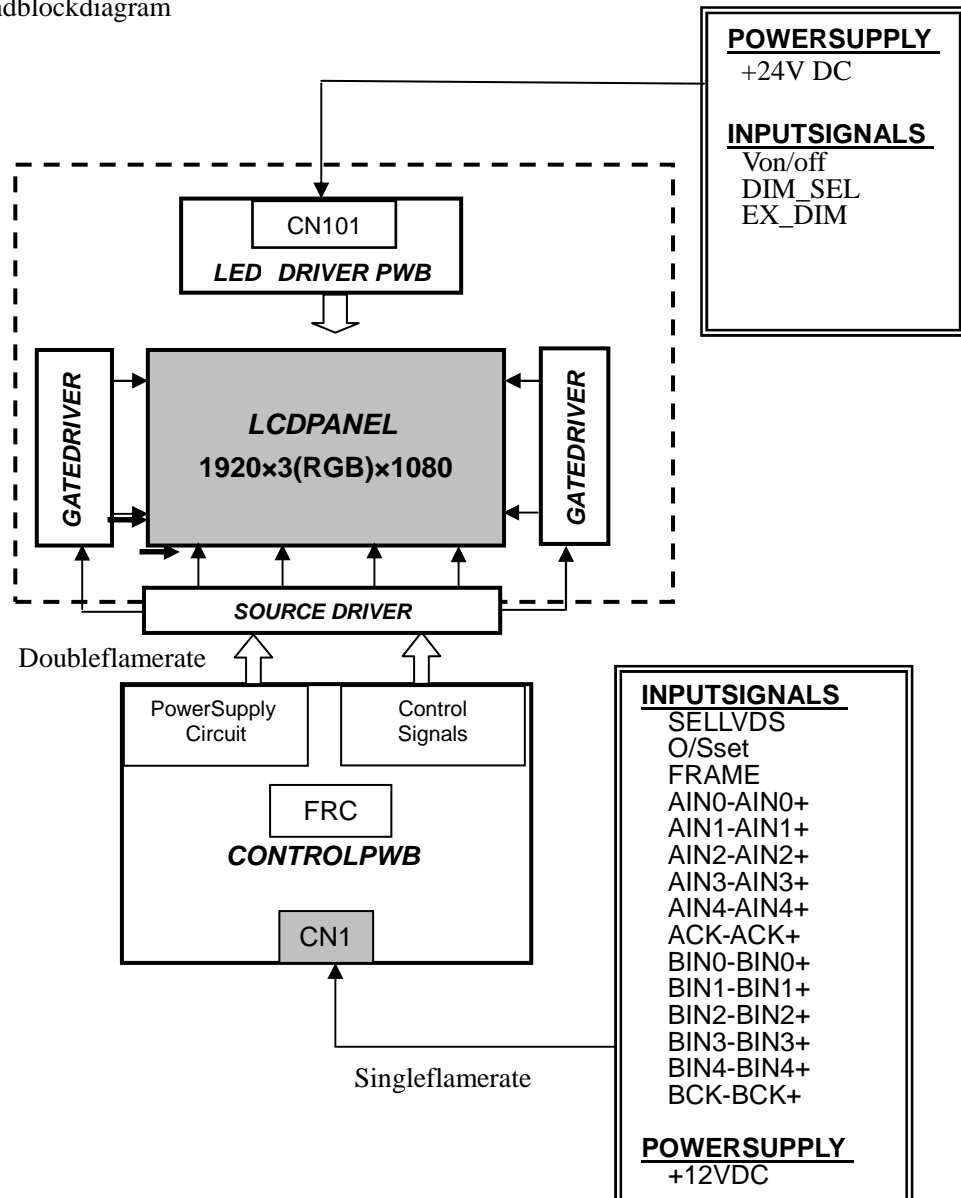 ndblockdiagram
POWERSUPPLY
+24V DC
INPUTSIGNALS
Von/off
DIM_SEL
EX_DIM
CN101
LED DRIVER PWB
GATEDRIVER
LCDPANEL
1920×3(RGB)×1080
GATEDRIVER
SOURCE DRIVER
Doubleflamerate
PowerSupply
Circuit
Control
Signals
FRC
CONTROLPWB
CN1
Singleflamerate
INPUTSIGNALS
SELLVDS
O/Sset
FRAME
AIN0-AIN0+
AIN1-AIN1+
AIN2-AIN2+
AIN3-AIN3+
AIN4-AIN4+
ACK-ACK+
BIN0-BIN0+
BIN1-BIN1+
BIN2-BIN2+
BIN3-BIN3+
BIN4-BIN4+
BCK-BCK+
POWERSUPPLY
+12VDC